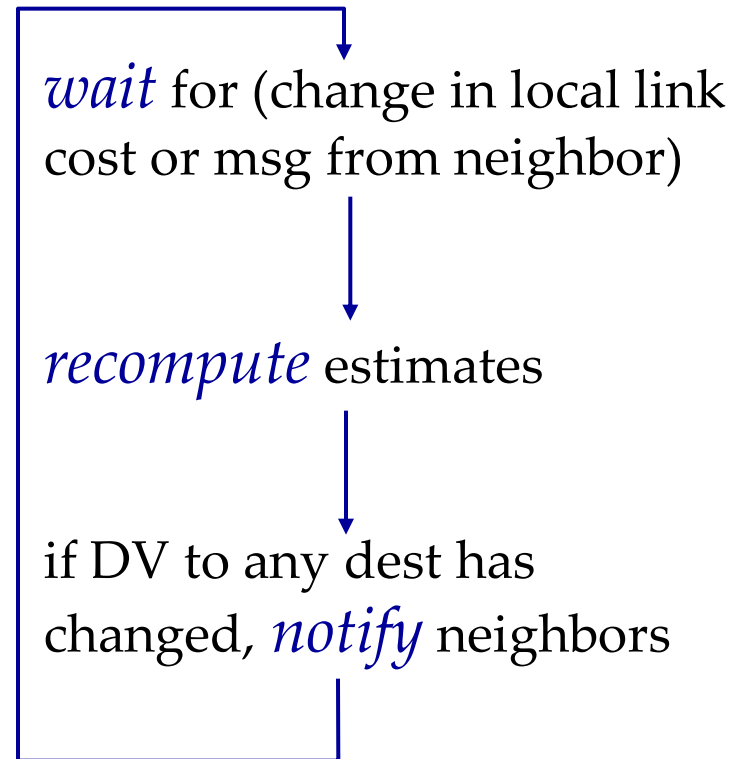 wait for (change in local link
cost or msg from neighbor)
recompute estimates
if DV to any dest has
changed, notify neighbors